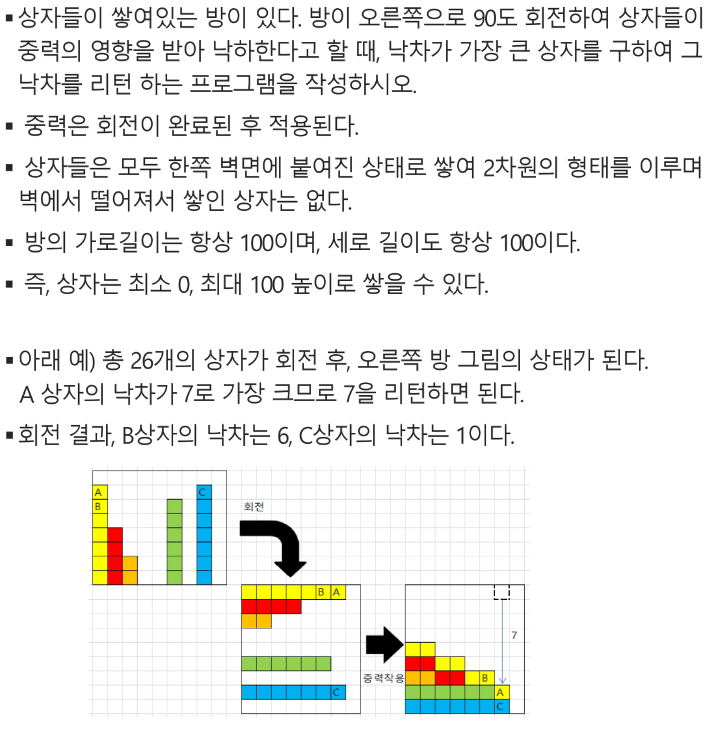 ▪ 상자들이 쌓여있는 방이 있다. 방이 오른쪽으로 90도 회전하여 상자들이
중력의 영향을 받아 낙하한다고 할 때, 낙차가 가장 큰 상자를 구하여 그
낙차를 리턴 하는 프로그램을 작성하시오.
▪ 중력은 회전이 완료된 후 적용된다.
▪ 상자들은 모두 한쪽 벽면에 붙여진 상태로 쌓여 2차원의 형태를 이루며
벽에서 떨어져서 쌓인 상자는 없다.
▪ 방의 가로길이는 항상 100이며, 세로 길이도 항상 100이다.
▪ 즉, 상자는 최소 0, 최대 100 높이로 쌓을 수 있다.
▪ 아래 예) 총 26개의 상자가 회전 후, 오른쪽 방 그림의 상태가 된다.
A 상자의 낙차가 7로 가장 크므로 7을 리턴하면 된다.
▪ 회전 결과, B상자의 낙차는 6, C상자의 낙차는 1이다.
A C
B
회전
B A
C
중력작용
7
B
A
C